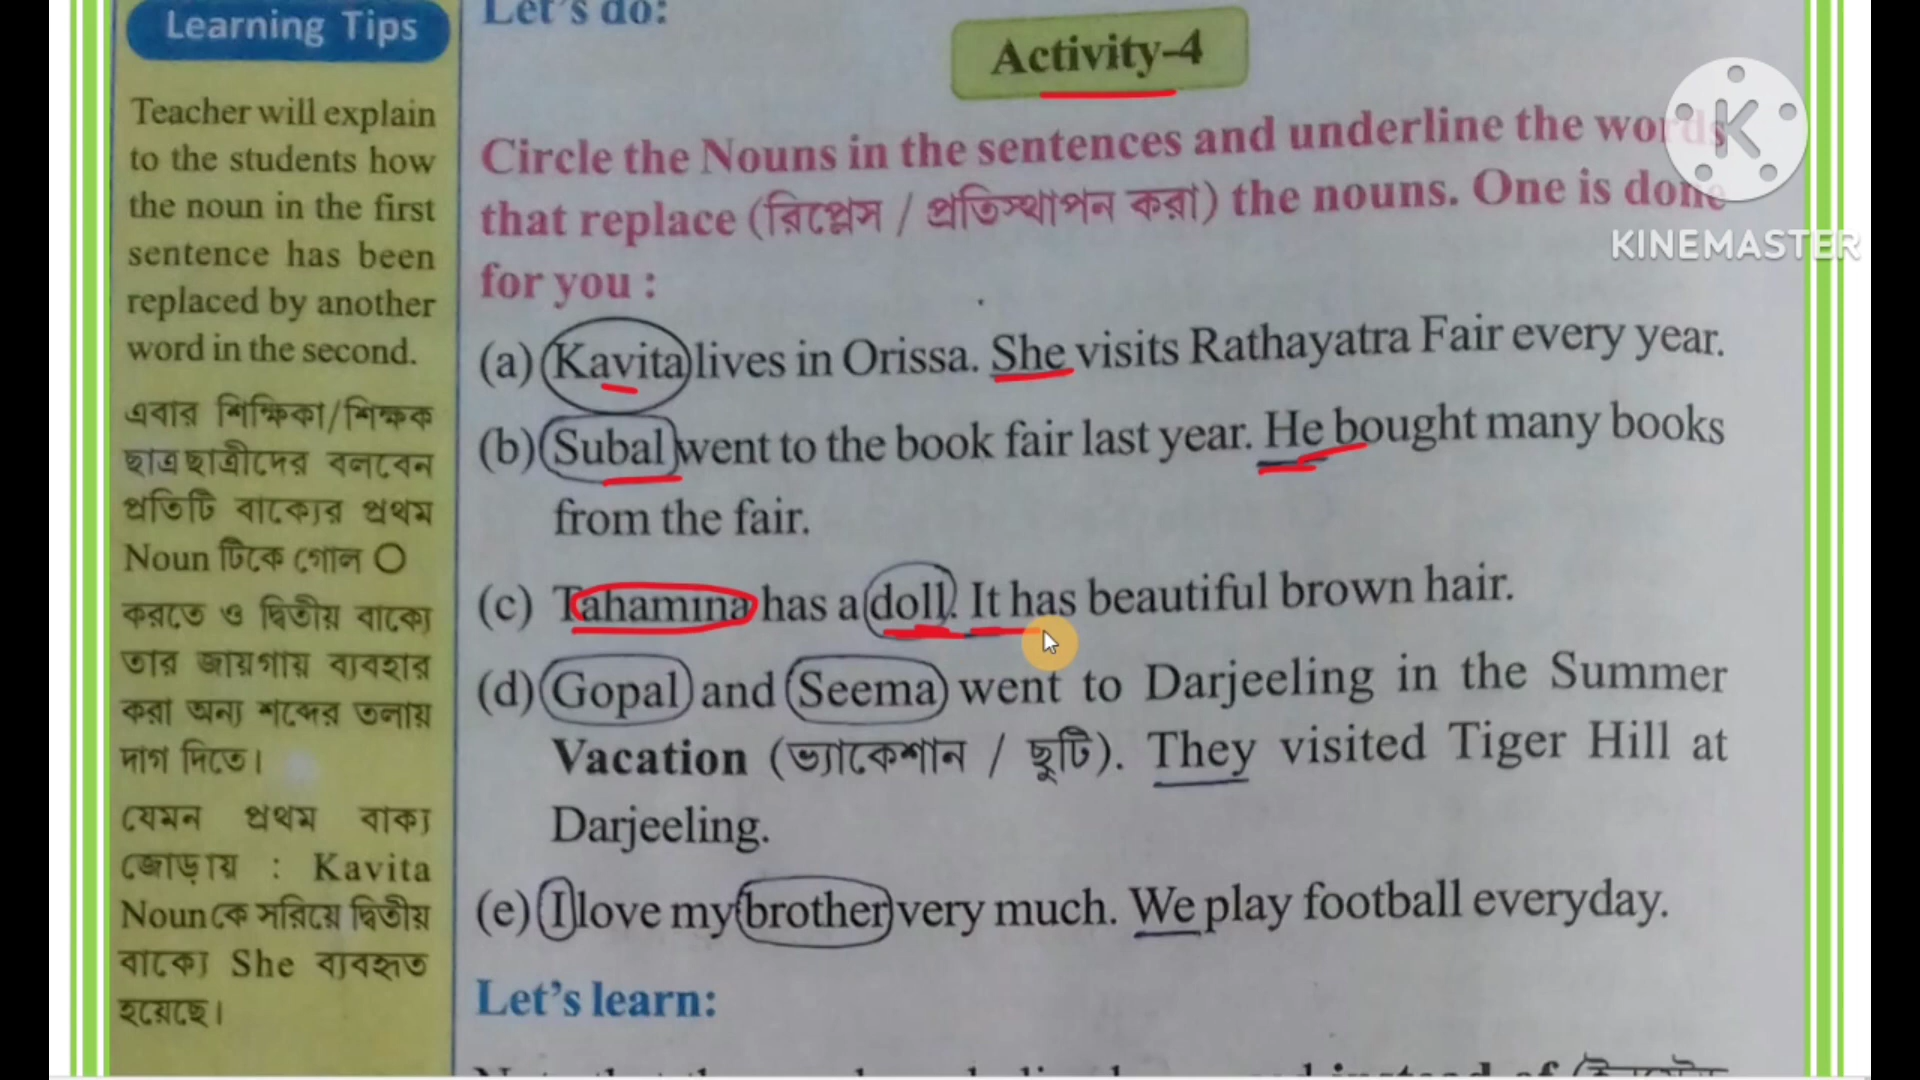 Learning Tips
Teacher will explain
to the students how
the noun in the first
sentence has been
replaced by another
word in the second.
এবার শিক্ষিকা/শিক্ষক
ছাত্রছাত্রীদের বলবেন
প্রতিটি বাক্যের প্রথম
Noun টিকে গোল O
করতে ও দ্বিতীয় বাক্যে
তার জায়গায় ব্যবহার
করা অন্য শব্দের তলায়
দাগ দিতে।
যেমন প্রথম বাক্য
জোড়ায় : Kavita
Nounকে সরিয়ে দ্বিতীয়
বাক্যে She ব্যবহৃত
হয়েছে।
Let's do:
Activity-4
Circle the Nouns in the sentences and underline the words
that replace (রিপ্লেস / প্রতিস্থাপন করা) the nouns. One is done
for you :
(a) Kavita lives in Orissa. She visits Rathayatra Fair every year.
(b) Subal went to the book fair last year. He bought many books
from the fair.
(c) Tahamina has a doll. It has beautiful brown hair.
(d) Gopal and Seema went to Darjeeling in the Summer
Vacation (ভ্যাকেশান / ছুটি). They visited Tiger Hill at
Darjeeling.
(e) I love my brother very much. We play football everyday.
Let's learn:
K
KINEMASTER